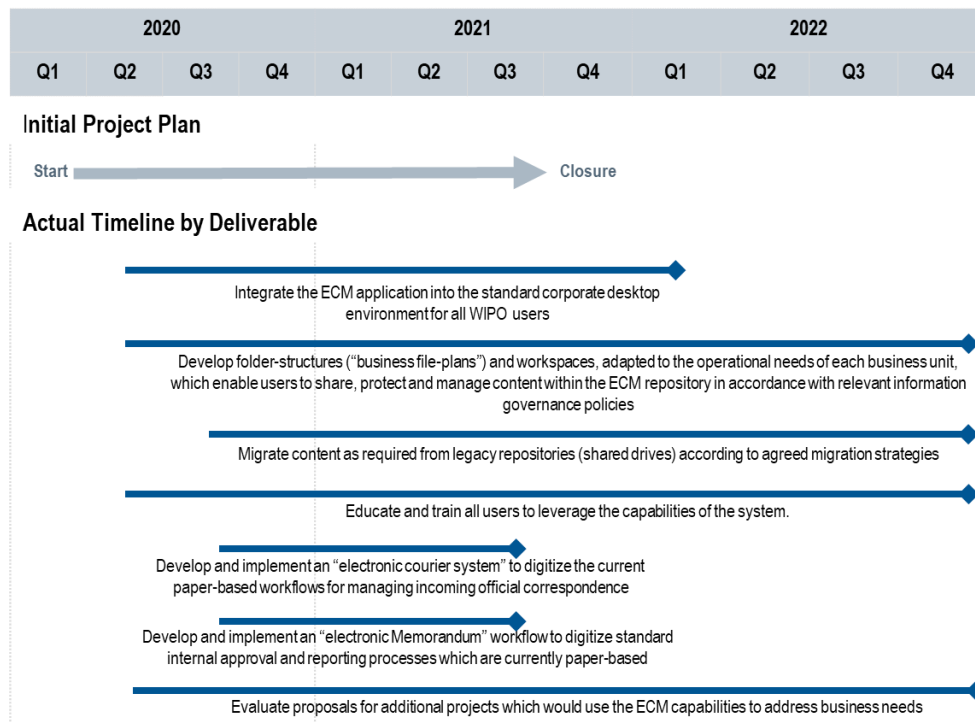 2020 2021 2022
Q1 Q2 Q3 Q4 Q1 Q2 Q3 Q4 Q1 Q2 Q3 Q4
Initial Project Plan
Start Closure
Actual Timeline by Deliverable
Integrate the ECM application into the standard corporate desktop
environment for all WIPO users
Develop folder-structures (“business file-plans”) and workspaces, adapted to the operational needs of each business unit,
which enable users to share, protect and manage content within the ECM repository in accordance with relevant information
governance policies
Migrate content as required from legacy repositories (shared drives) according to agreed migration strategies
Educate and train all users to leverage the capabilities of the system.
Develop and implement an “electronic courier system” to digitize the current
paper-based workflows for managing incoming official correspondence
Develop and implement an “electronic Memorandum” workflow to digitize standard
internal approval and reporting processes which are currently paper-based
Evaluate proposals for additional projects which would use the ECM capabilities to address business needs